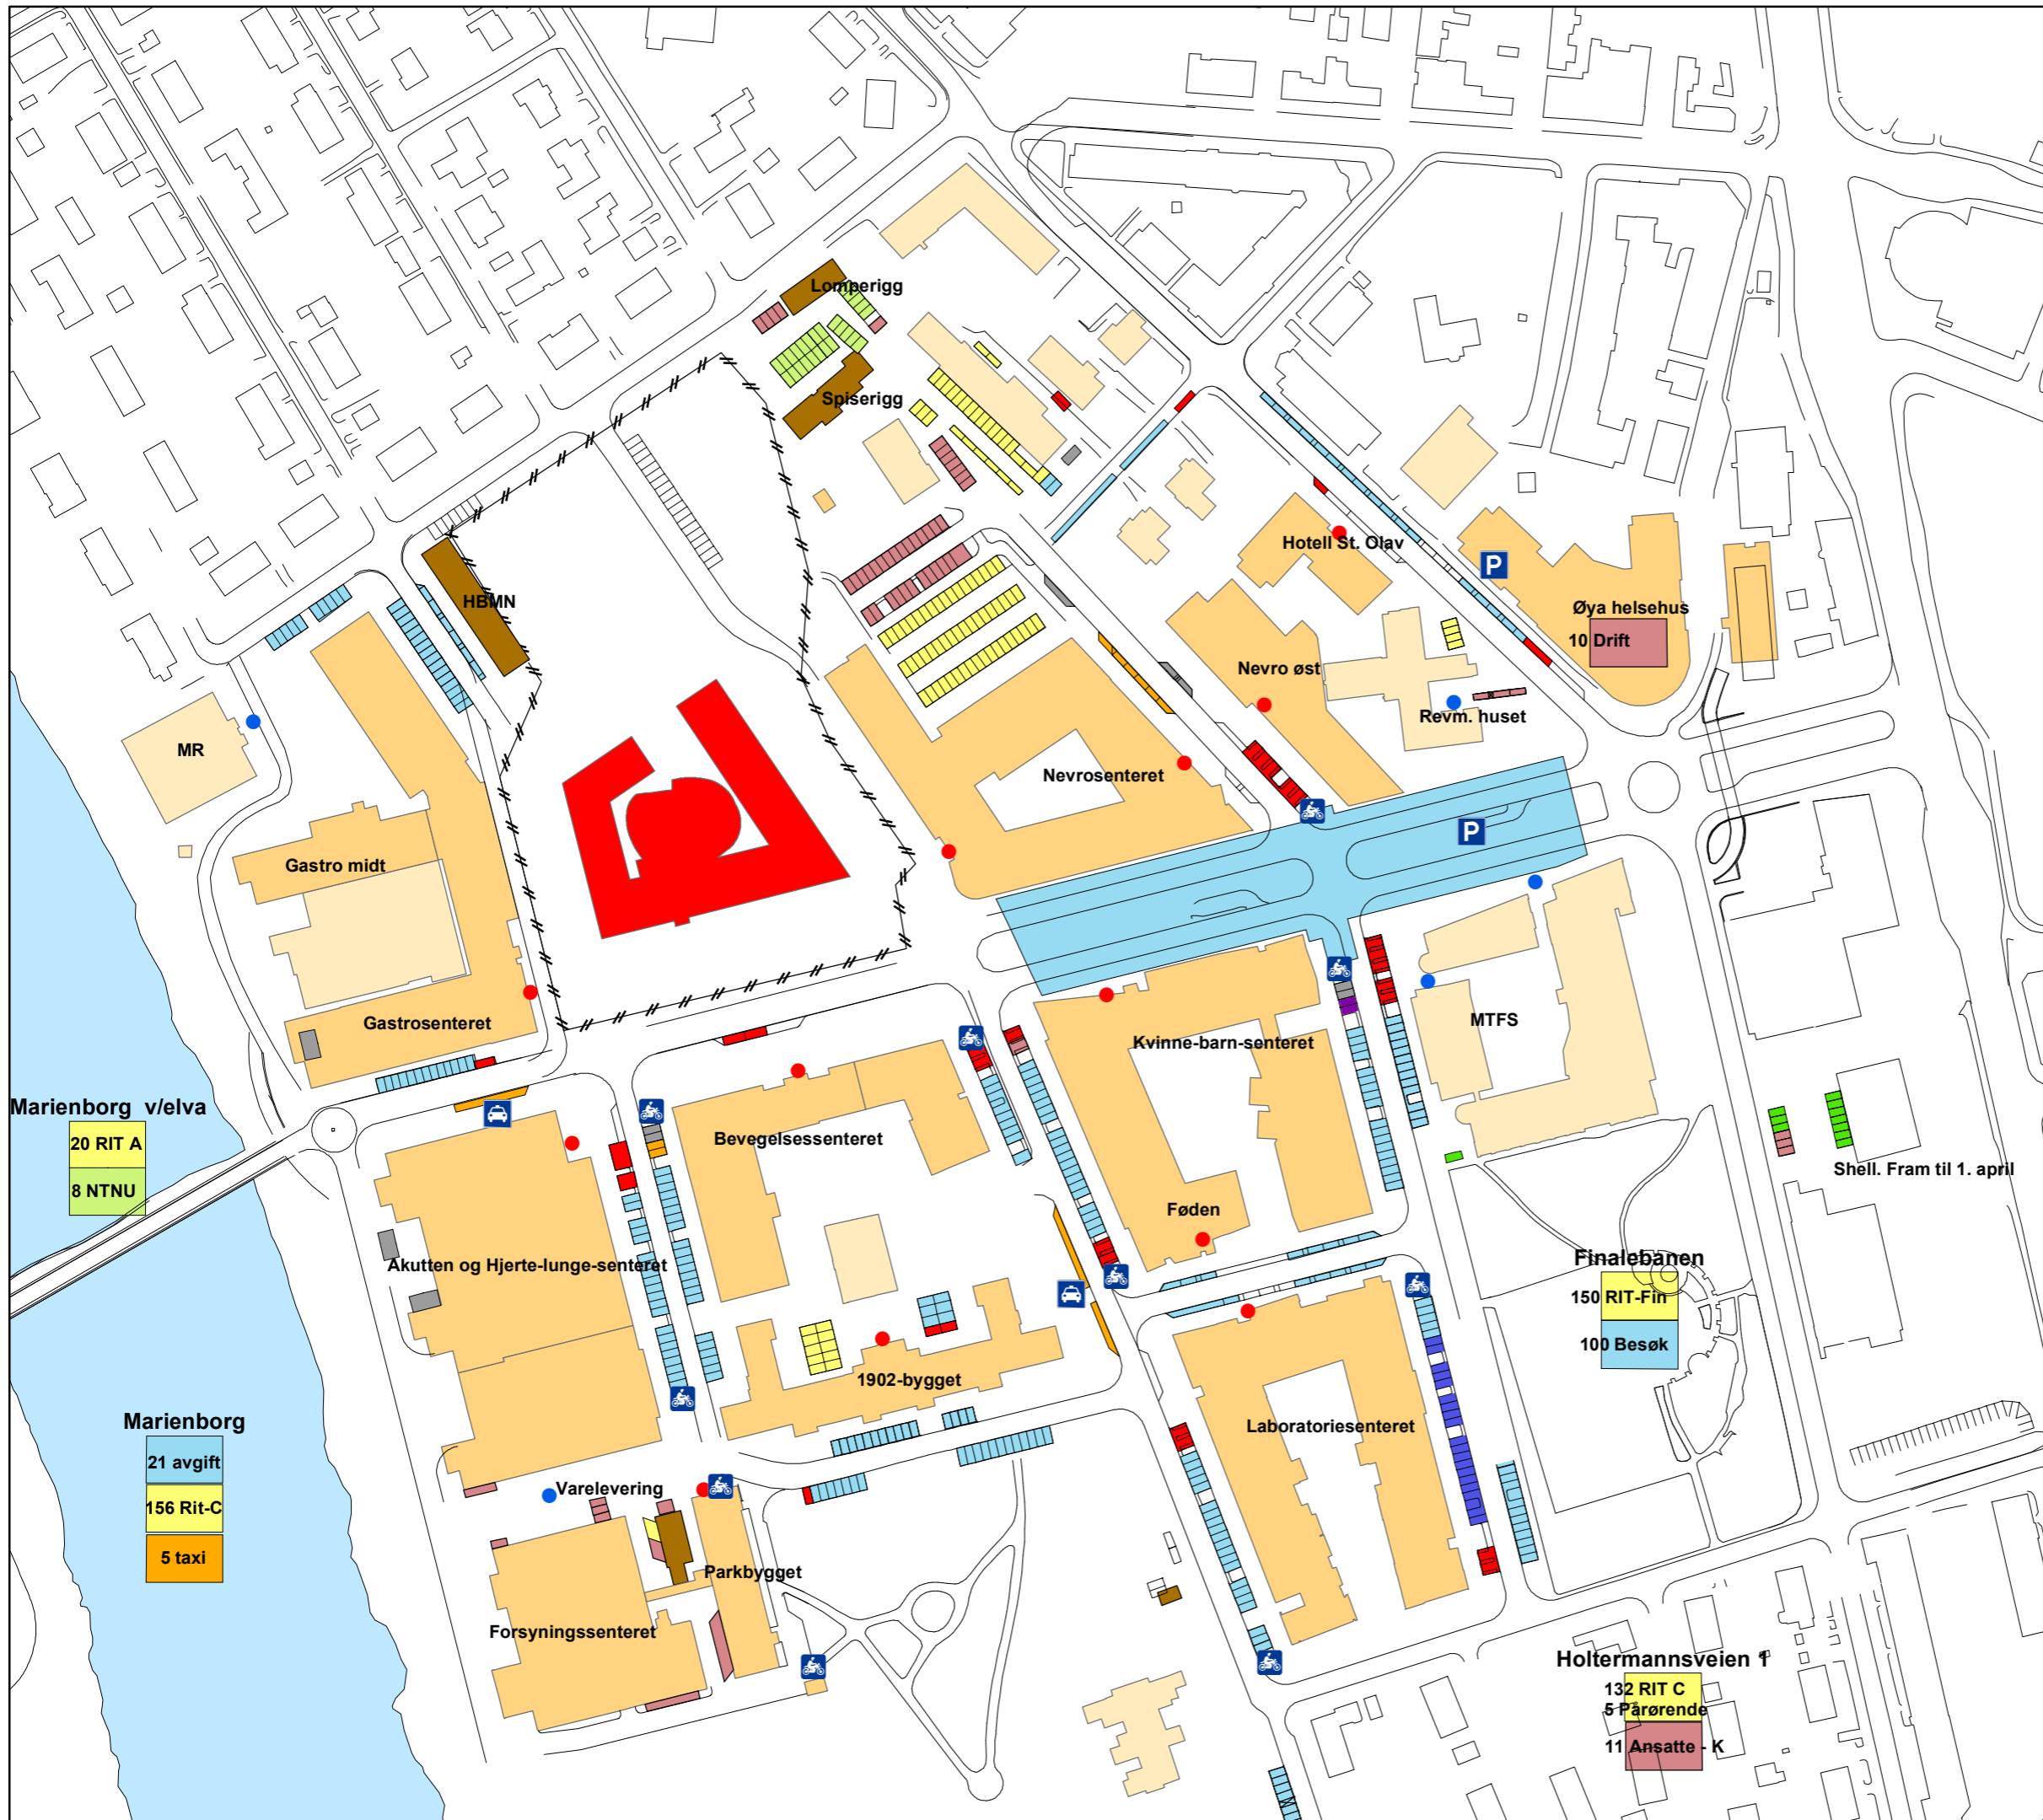 Lomperigg
Spiserigg
Hotell St. Olav
P
HBMN
Øya helsehus
10 Drift
Nevro øst
Revm. huset
MR
Nevrosenteret
P
Gastro midt
Gastrosenteret
MTFS
Kvinne-barn-senteret
Marienborg v/elva
20 RIT A
8 NTNU
Bevegelsessenteret
Shell. Fram til 1. april
Føden
Akutten og Hjerte-lunge-senteret
Finalebanen
150 RIT-Fin
100 Besøk
1902-bygget
Marienborg
21 avgift
156 Rit-C
5 taxi
Laboratoriesenteret
Varelevering
Parkbygget
Forsyningssenteret
Holtermannsveien 1
132 RIT C
5 Pårørende
11 Ansatte - K